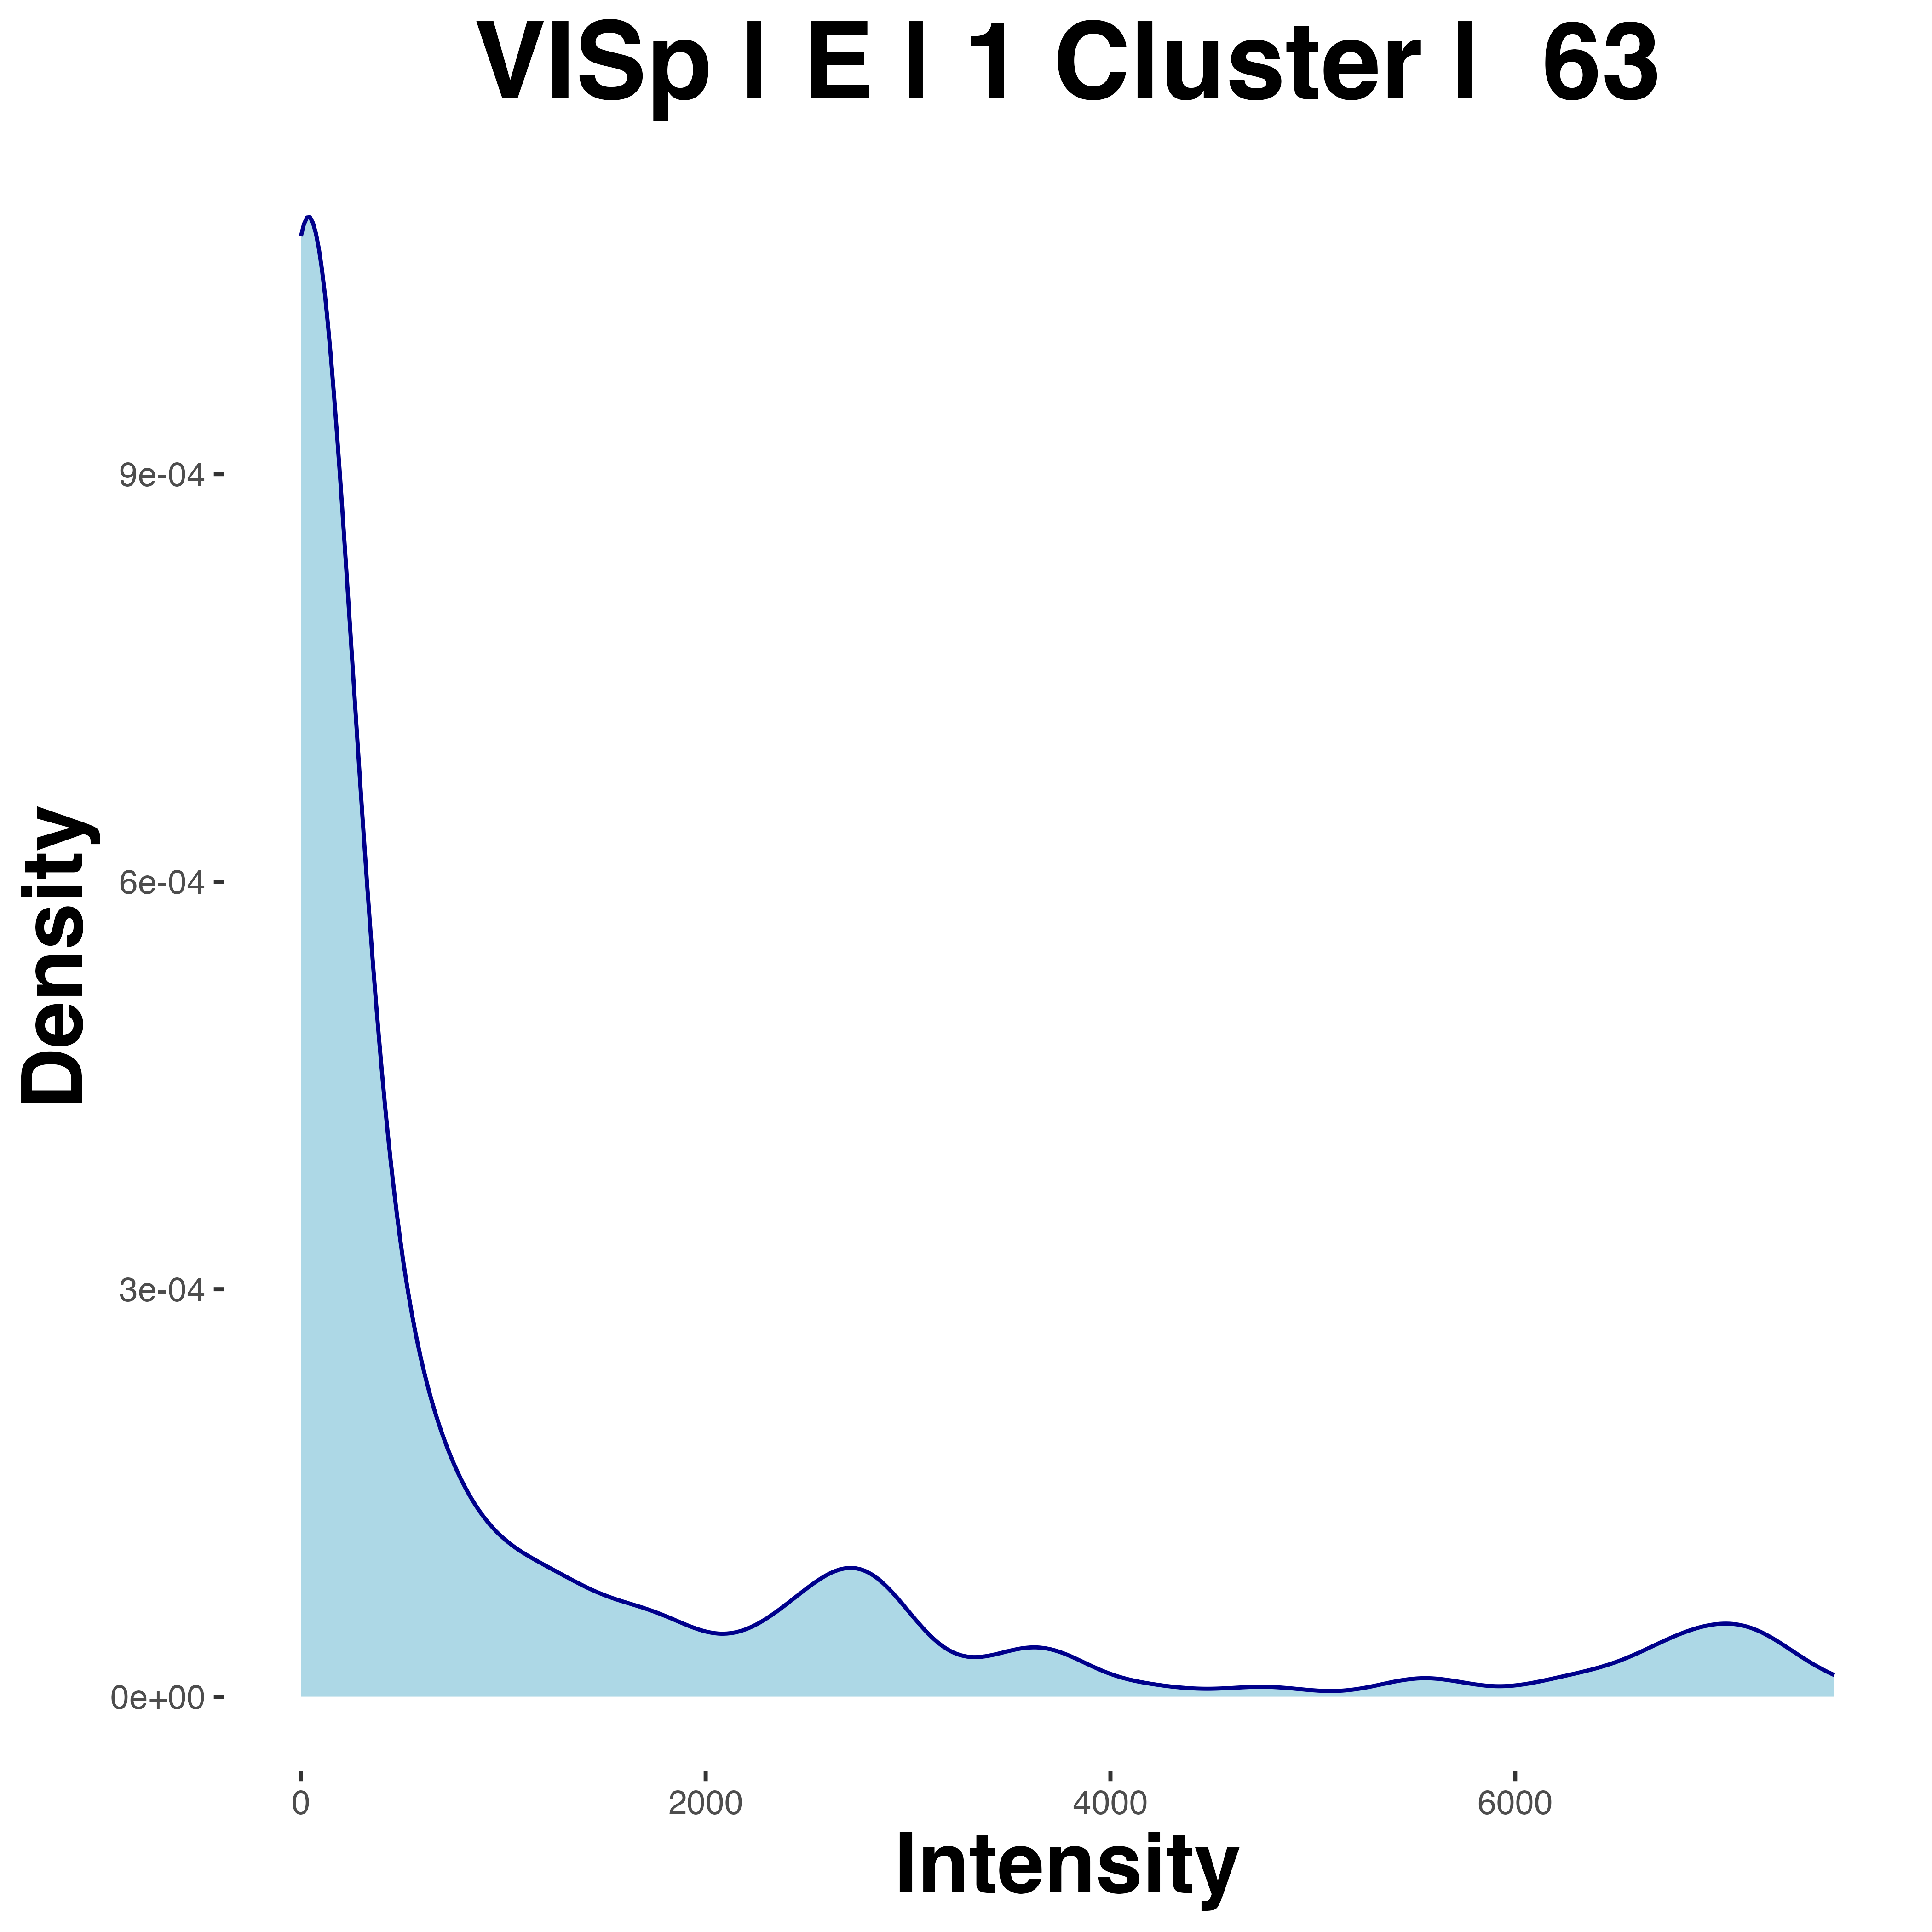 VISp | E | 1 Cluster |  63
Density
9e-04
6e-04
3e-04
0e+00
0 2000 4000 6000
Intensity